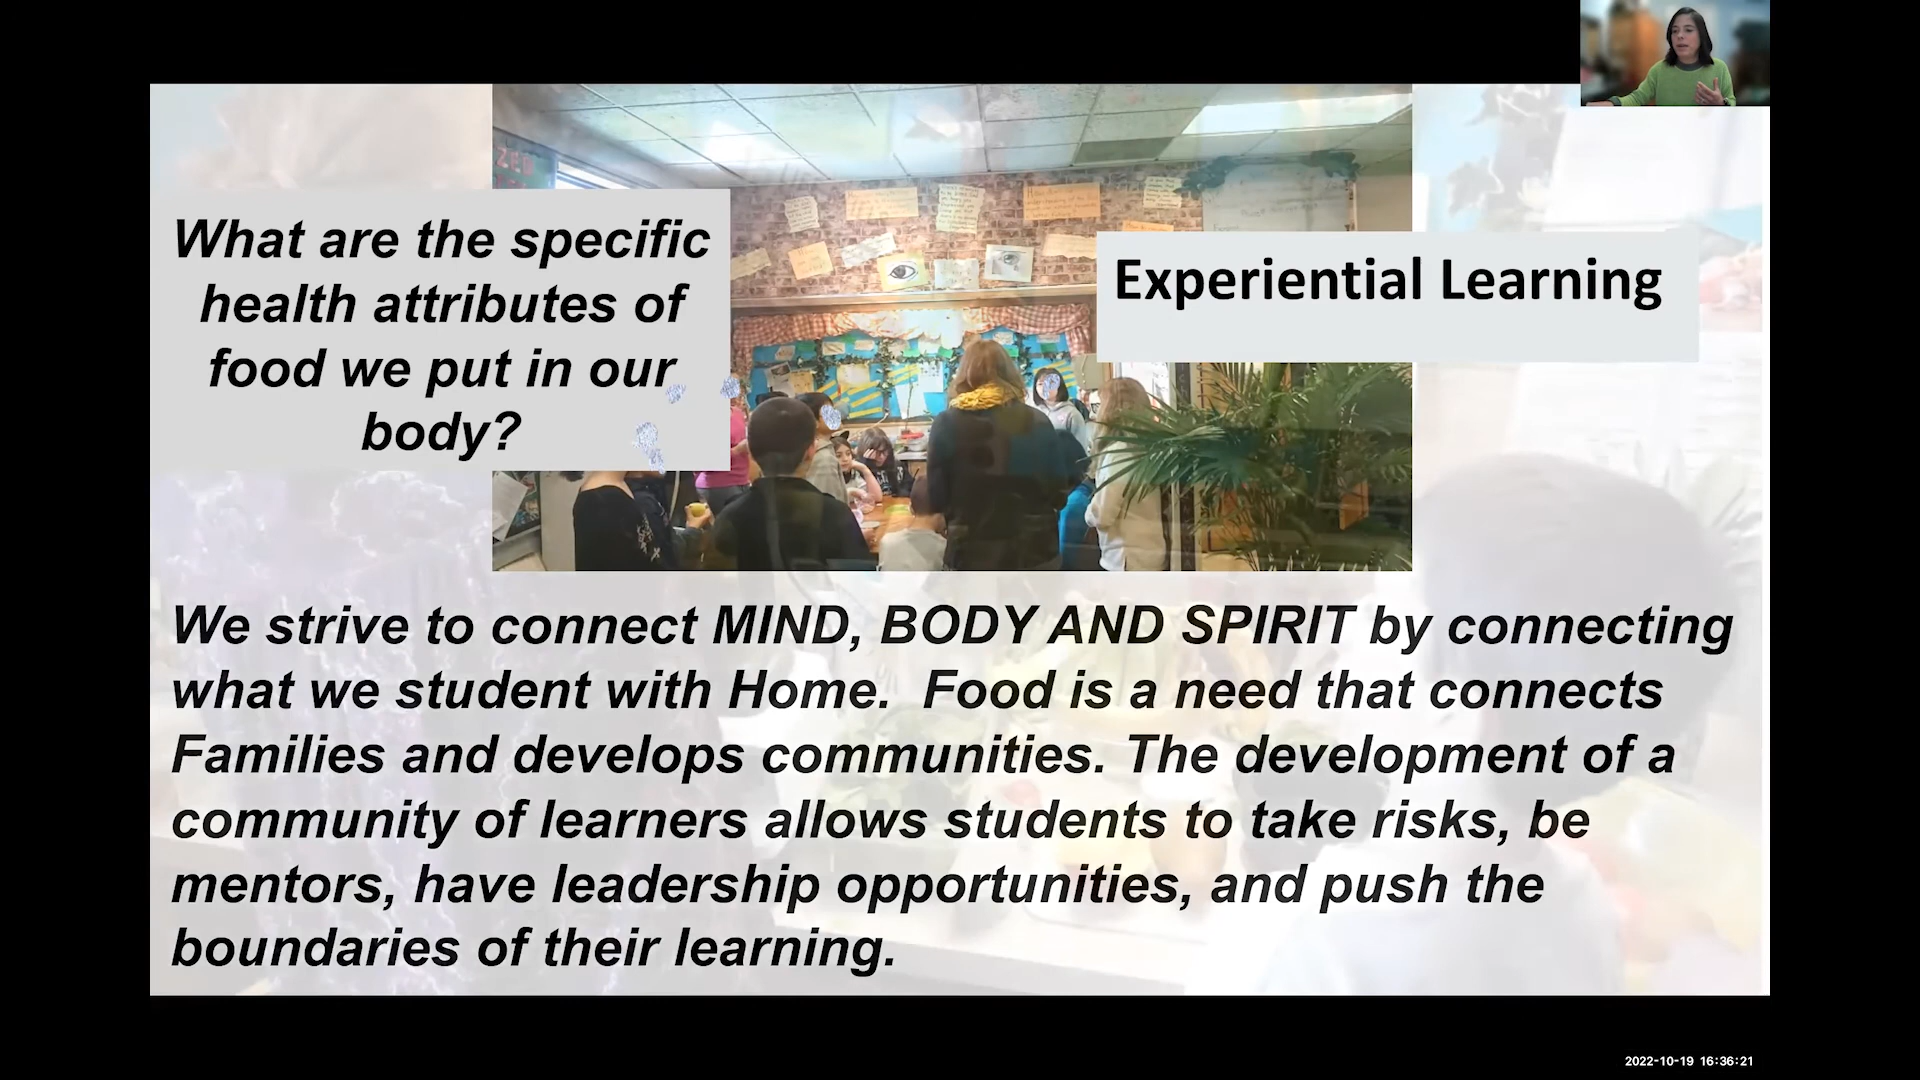 What are the specific
health attributes of
food we put in our
body?
Experiential Learning
We strive to connect MIND, BODY AND SPIRIT by connecting
what we student with Home. Food is a need that connects
Families and develops communities. The development of a
community of learners allows students to take risks, be
mentors, have leadership opportunities, and push the
boundaries of their learning.
2022-10-19 16:36:21